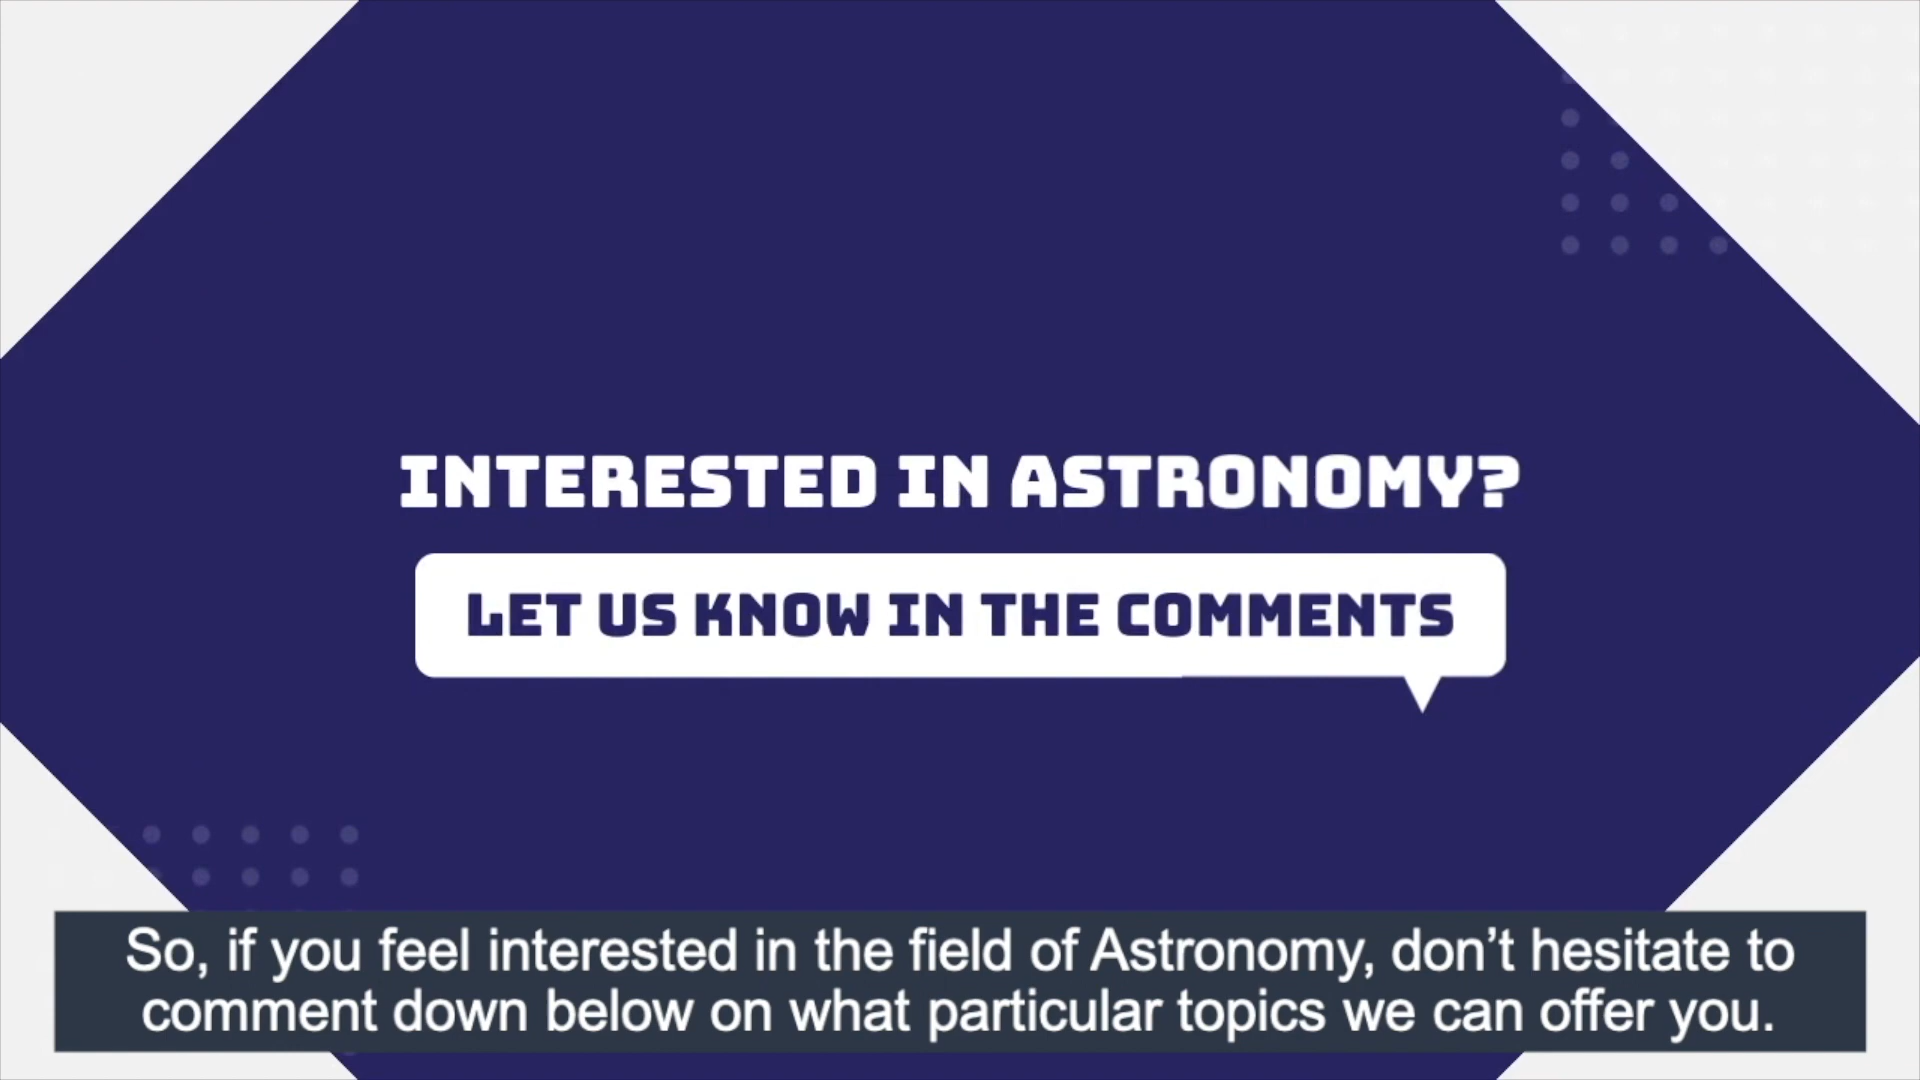 INTERESTED IN ASTRONOMY?
LET US KNOW IN THE COMMENTS
So, if you feel interested in the field of Astronomy, don’t hesitate to
comment down below on what particular topics we can offer you.